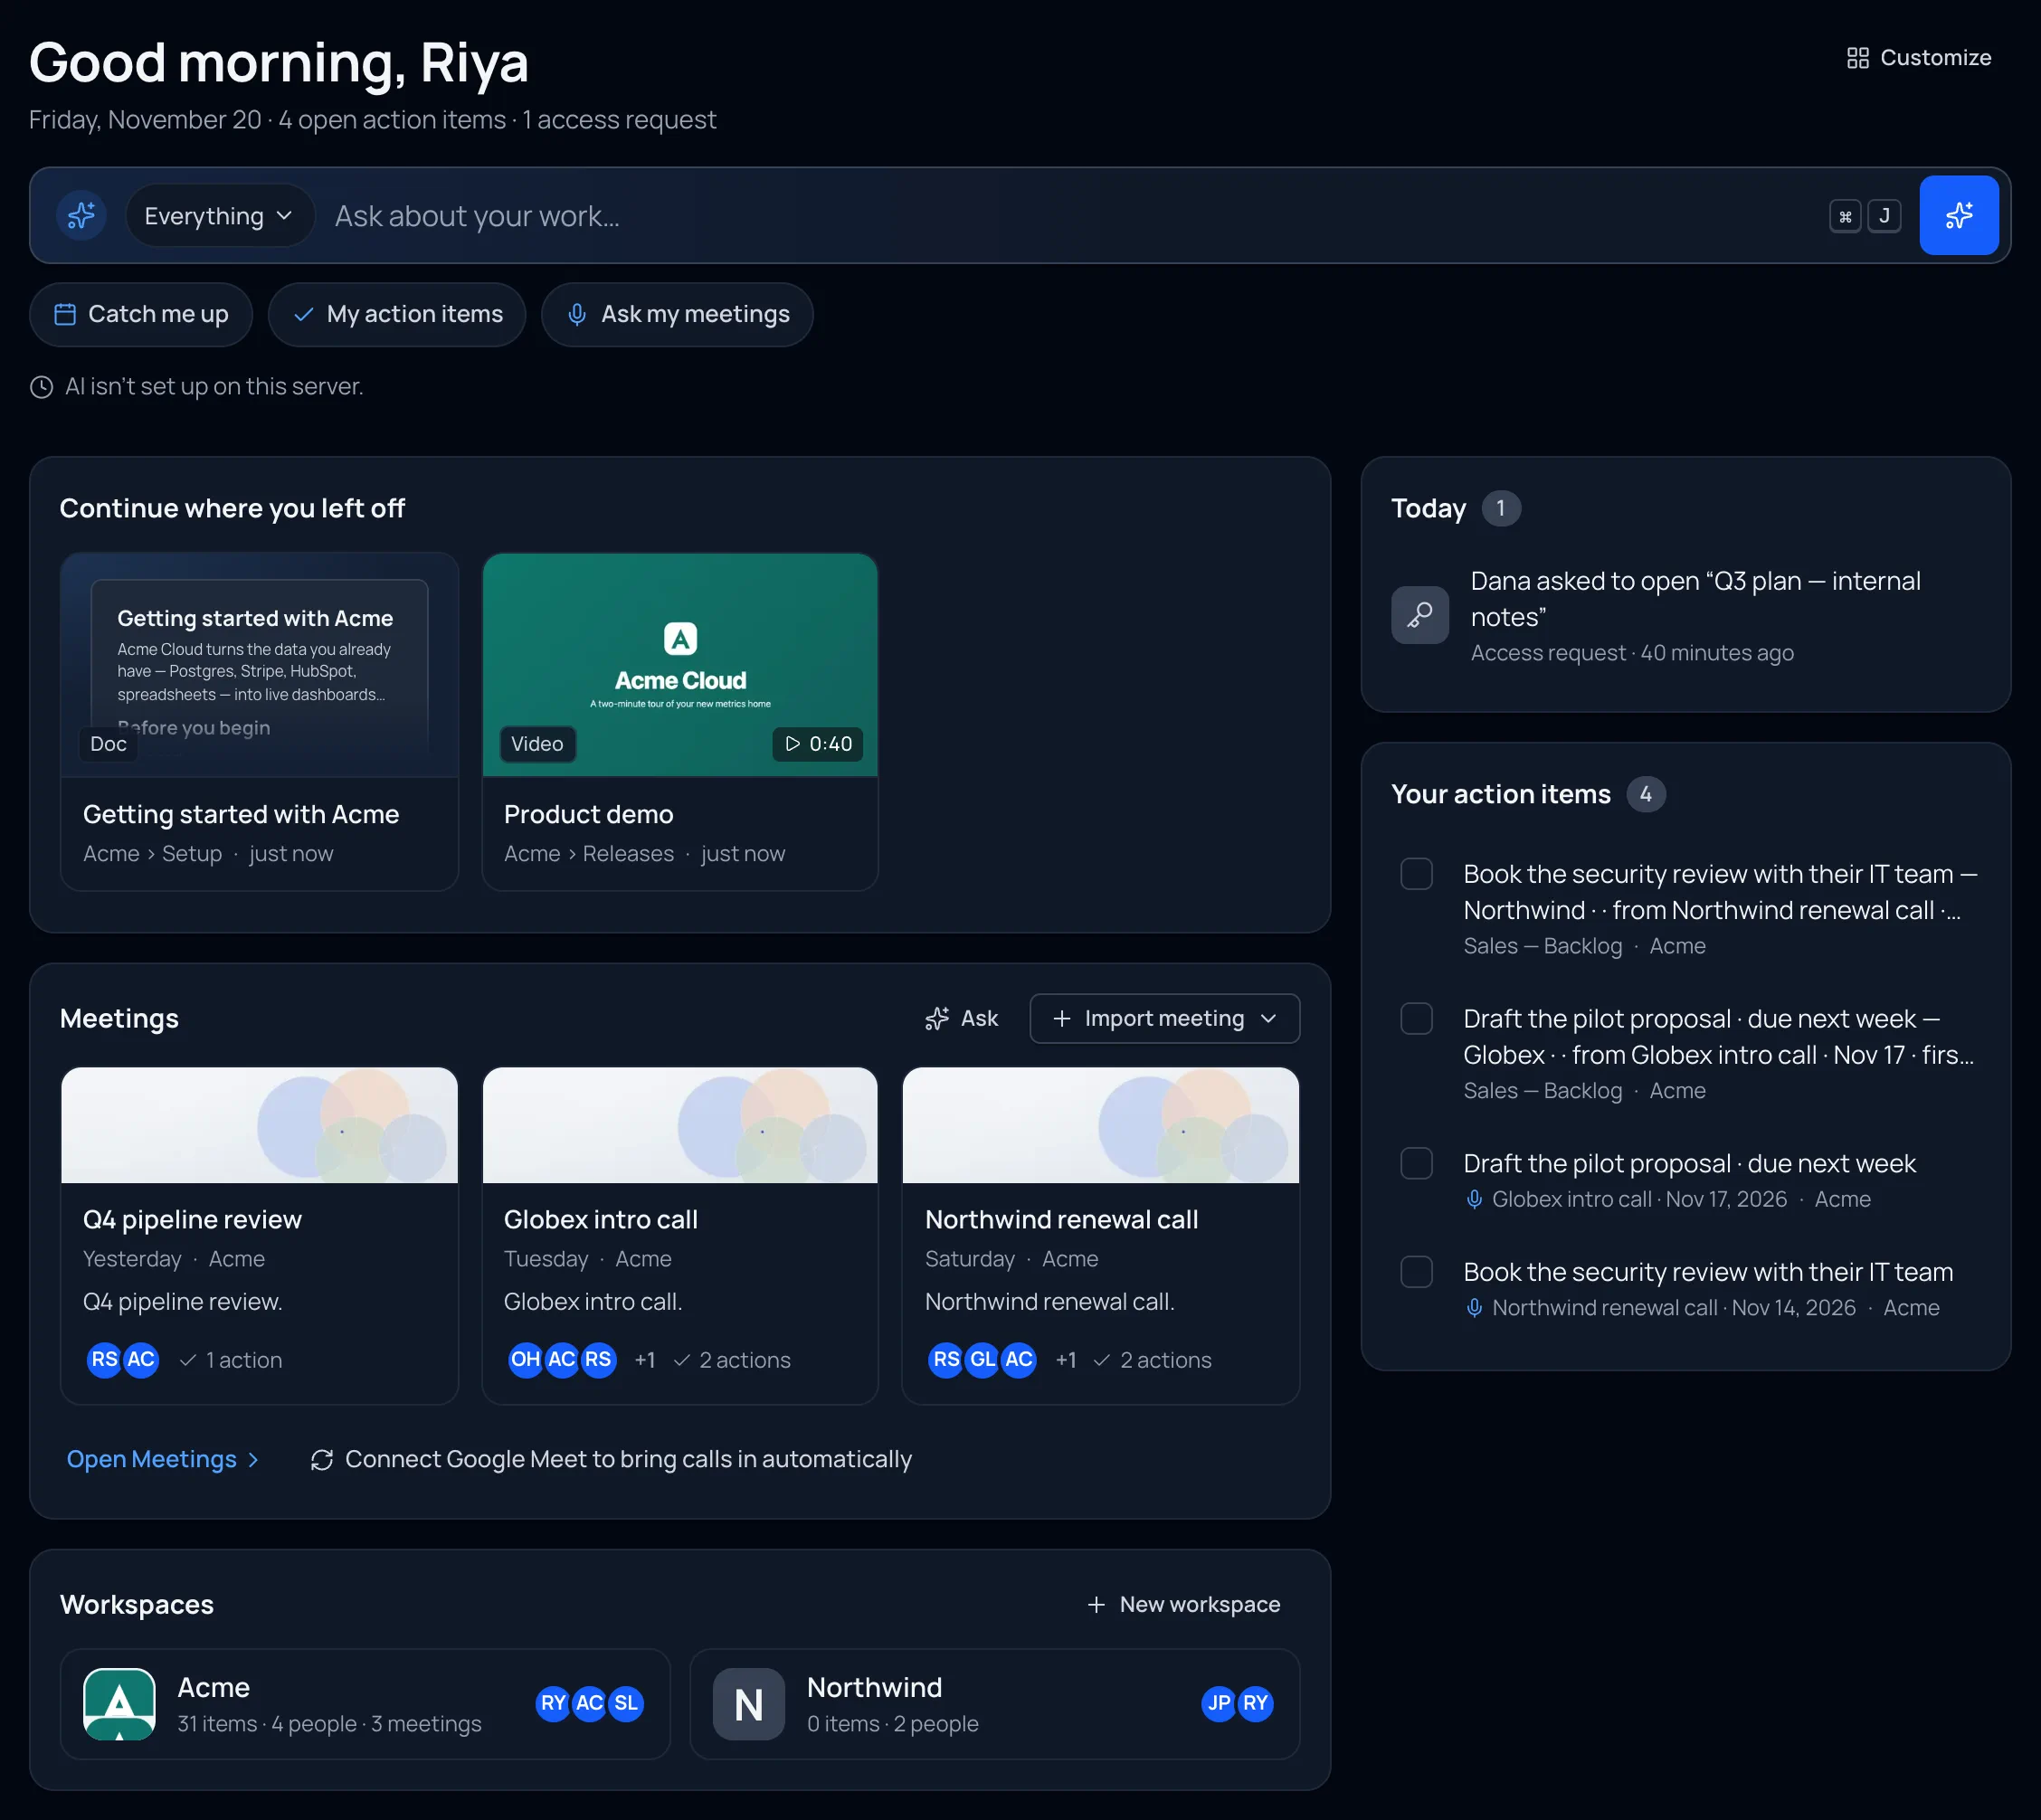 Good morning, Riya
Customize
Friday, November 20 · 4 open action items · 1 access request
Everything
Ask about your work...
⌘ J
Catch me up
My action items
Ask my meetings
AI isn't set up on this server.
Continue where you left off
Getting started with Acme
Acme Cloud turns the data you already
have — Postgres, Stripe, HubSpot,
spreadsheets — into live dashboards...
Before you begin
Doc
Getting started with Acme
Acme › Setup · just now
A
Acme Cloud
A two-minute tour of your new metrics home
Video
0:40
Product demo
Acme › Releases · just now
Meetings
Ask
Import meeting
Q4 pipeline review
Yesterday · Acme
Q4 pipeline review.
RS AC 1 action
Globex intro call
Tuesday · Acme
Globex intro call.
OH AC RS +1 2 actions
Northwind renewal call
Saturday · Acme
Northwind renewal call.
RS GL AC +1 2 actions
Open Meetings ›
Connect Google Meet to bring calls in automatically
Workspaces
New workspace
A
Acme
31 items · 4 people · 3 meetings
RY AC SL
N
Northwind
0 items · 2 people
JP RY
Today 1
Dana asked to open “Q3 plan — internal
notes”
Access request · 40 minutes ago
Your action items 4
Book the security review with their IT team —
Northwind · · from Northwind renewal call ·...
Sales — Backlog · Acme
Draft the pilot proposal · due next week —
Globex · · from Globex intro call · Nov 17 · firs...
Sales — Backlog · Acme
Draft the pilot proposal · due next week
Globex intro call · Nov 17, 2026 · Acme
Book the security review with their IT team
Northwind renewal call · Nov 14, 2026 · Acme